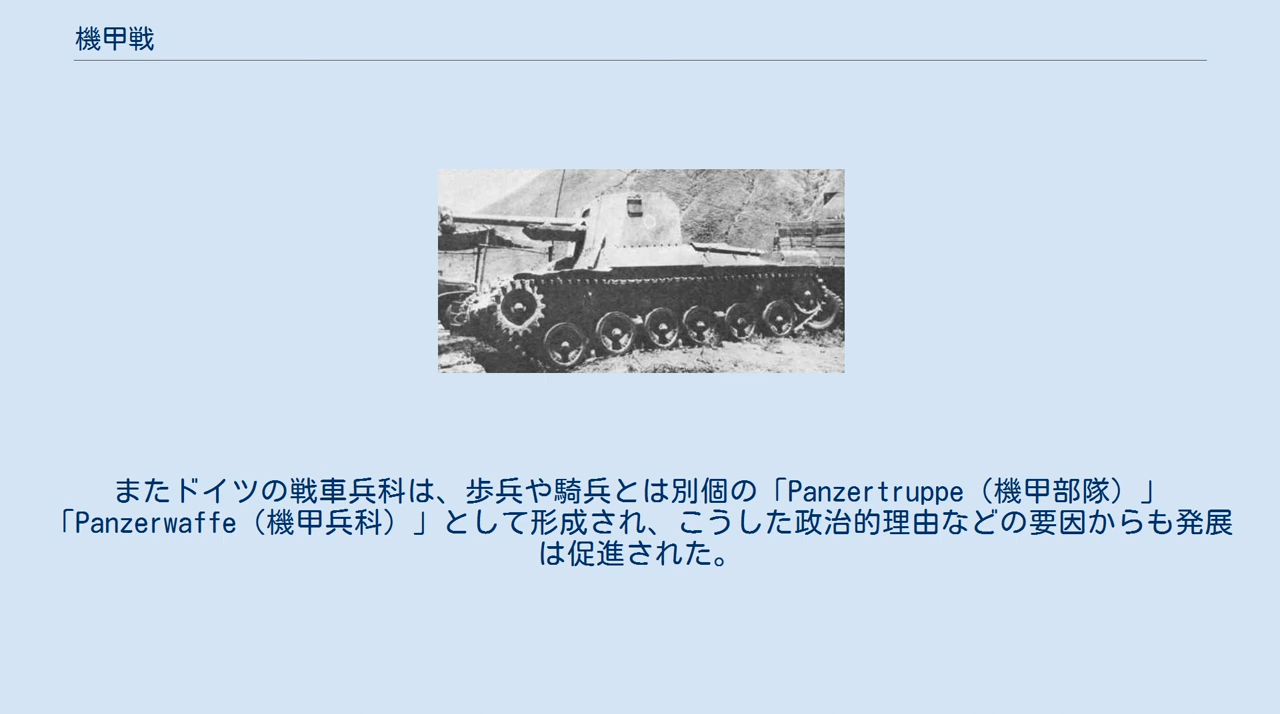 機甲戦
またドイツの戦車兵科は、歩兵や騎兵とは別個の「Panzertruppe（機甲部隊）」
「Panzerwaffe（機甲兵科）」として形成され、こうした政治的理由などの要因からも発展
は促進された。